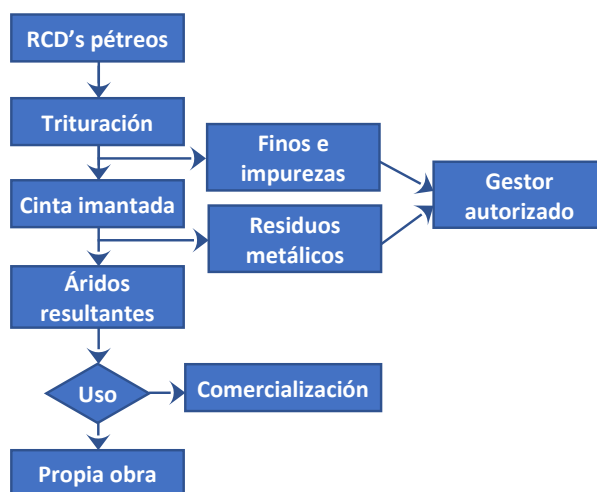 RCD's pétreos
Trituración
Finos e
impurezas
Gestor
autorizado
Cinta imantada
Residuos
metálicos
Áridos
resultantes
Uso
Comercialización
Propia obra